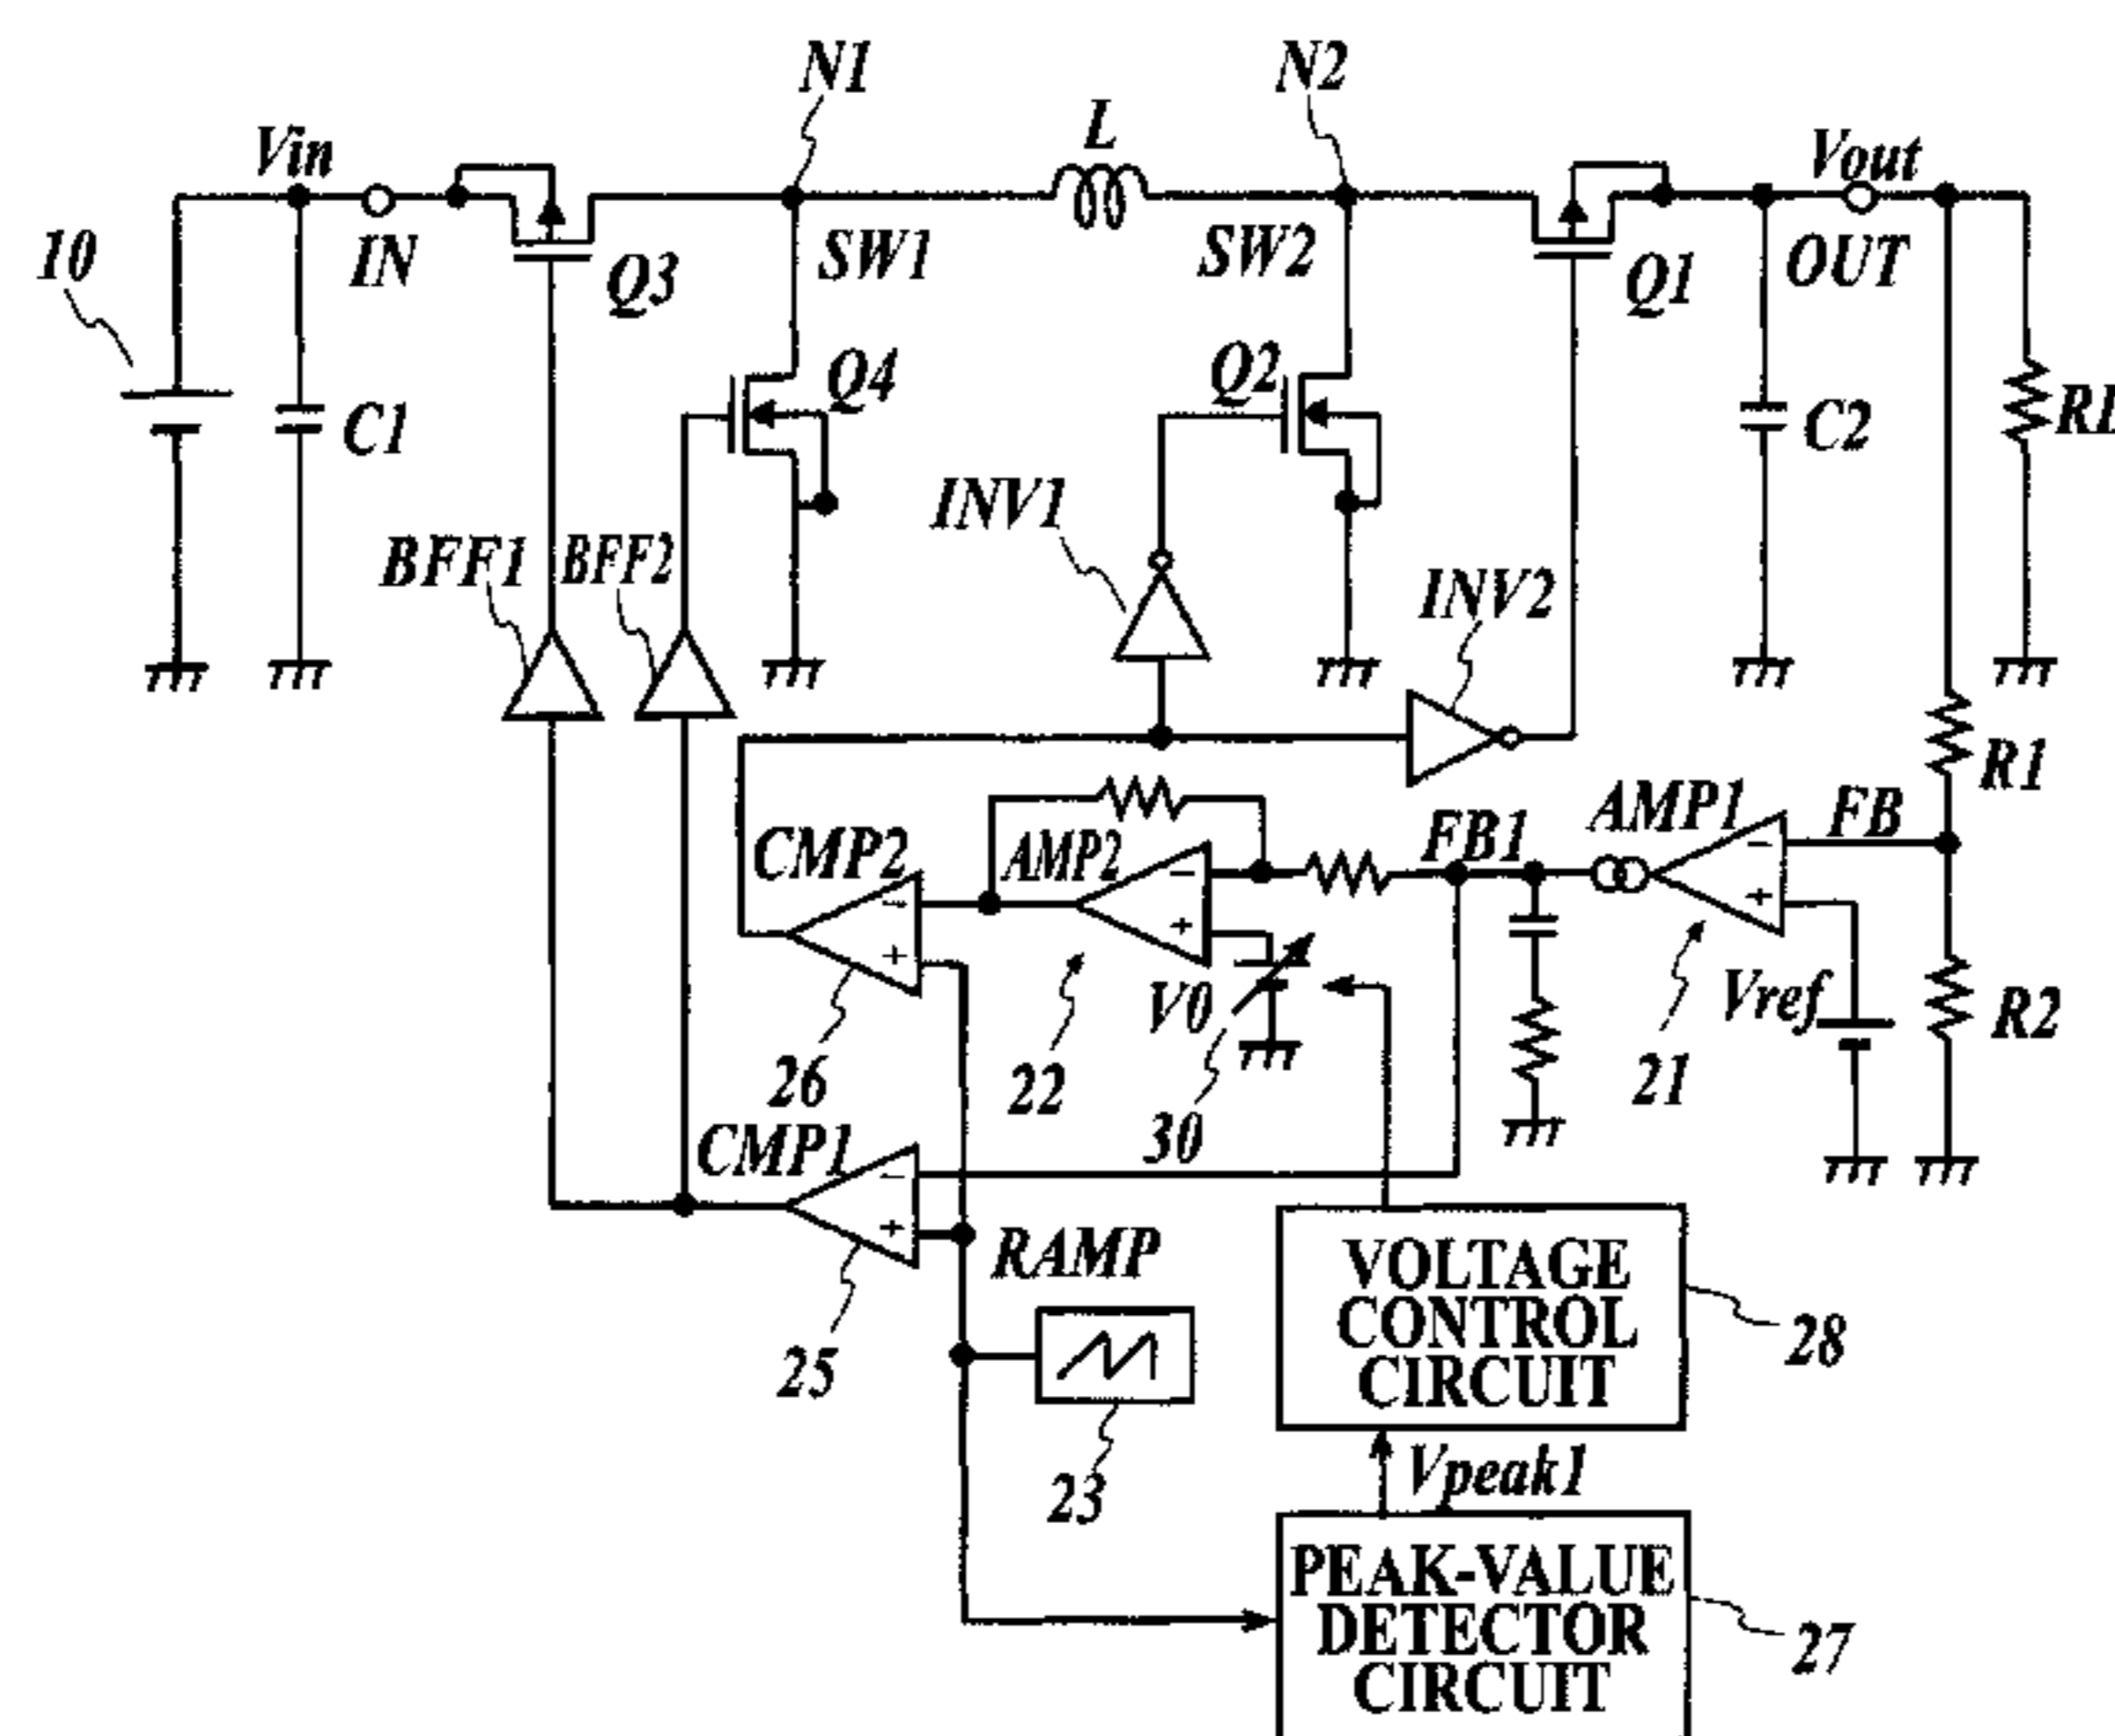 N1
N2
L
Vin
Vout
10
IN
Q3
SW1
SW2
Q1
OUT
Q4
Q2
C1
C2
INV1
BFF1
BFF2
INV2
R1
CMP2
AMP2
FB1
AMP1
FB
−
+
−
+
−
+
V0
Vref
R2
26
22
21
30
CMP1
−
+
RAMP
VOLTAGE
CONTROL
CIRCUIT
28
25
23
Vpeak1
PEAK-VALUE
DETECTOR
CIRCUIT
27